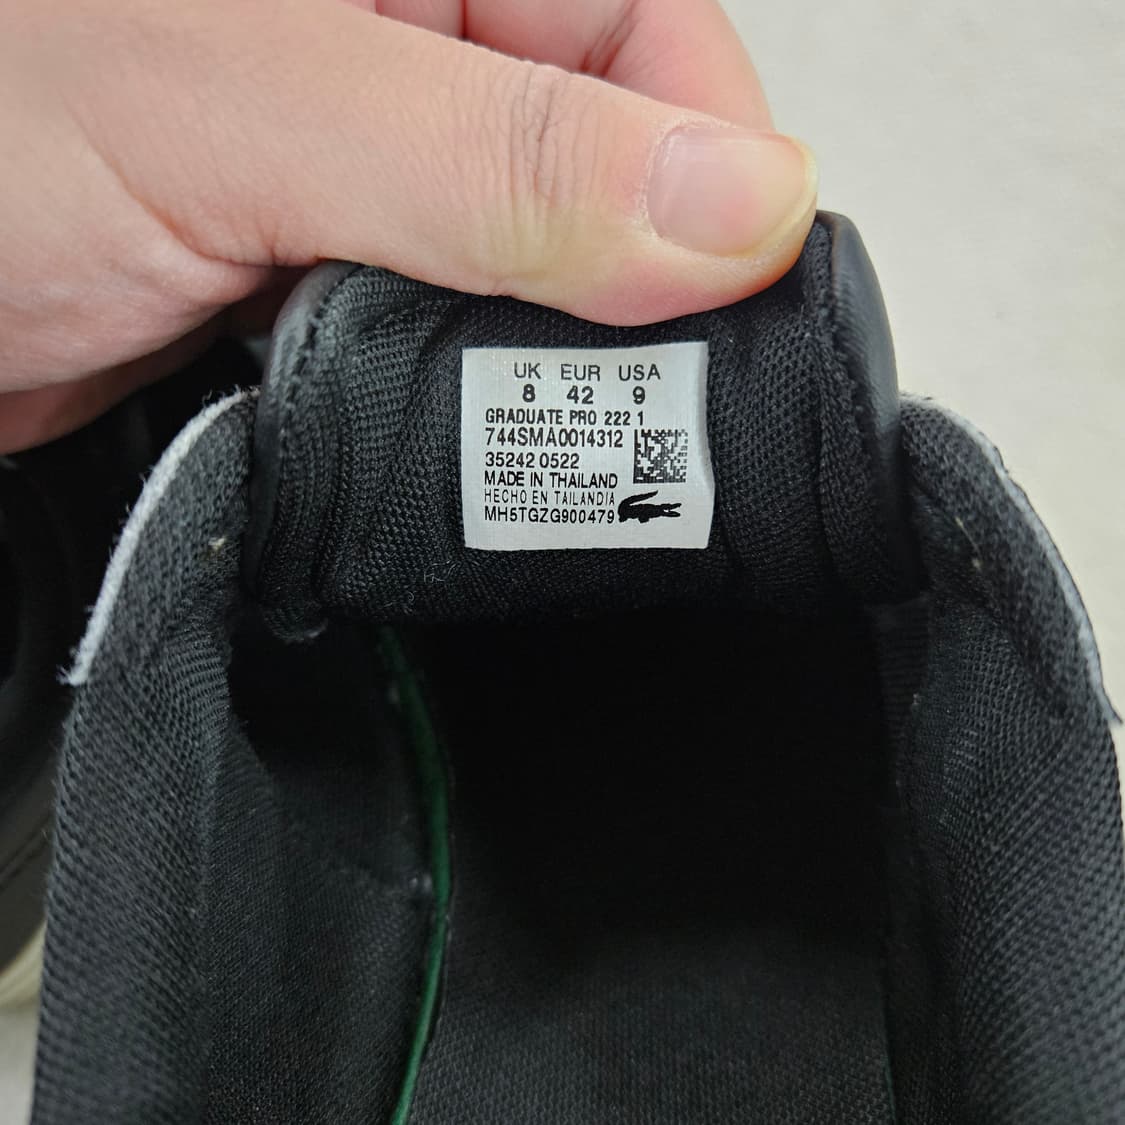 UK EUR USA
8 42 9
GRADUATE PRO 222 1
744SMA0014312
35242 0522
MADE IN THAILAND
HECHO EN TAILANDIA
MH5TGZG900479